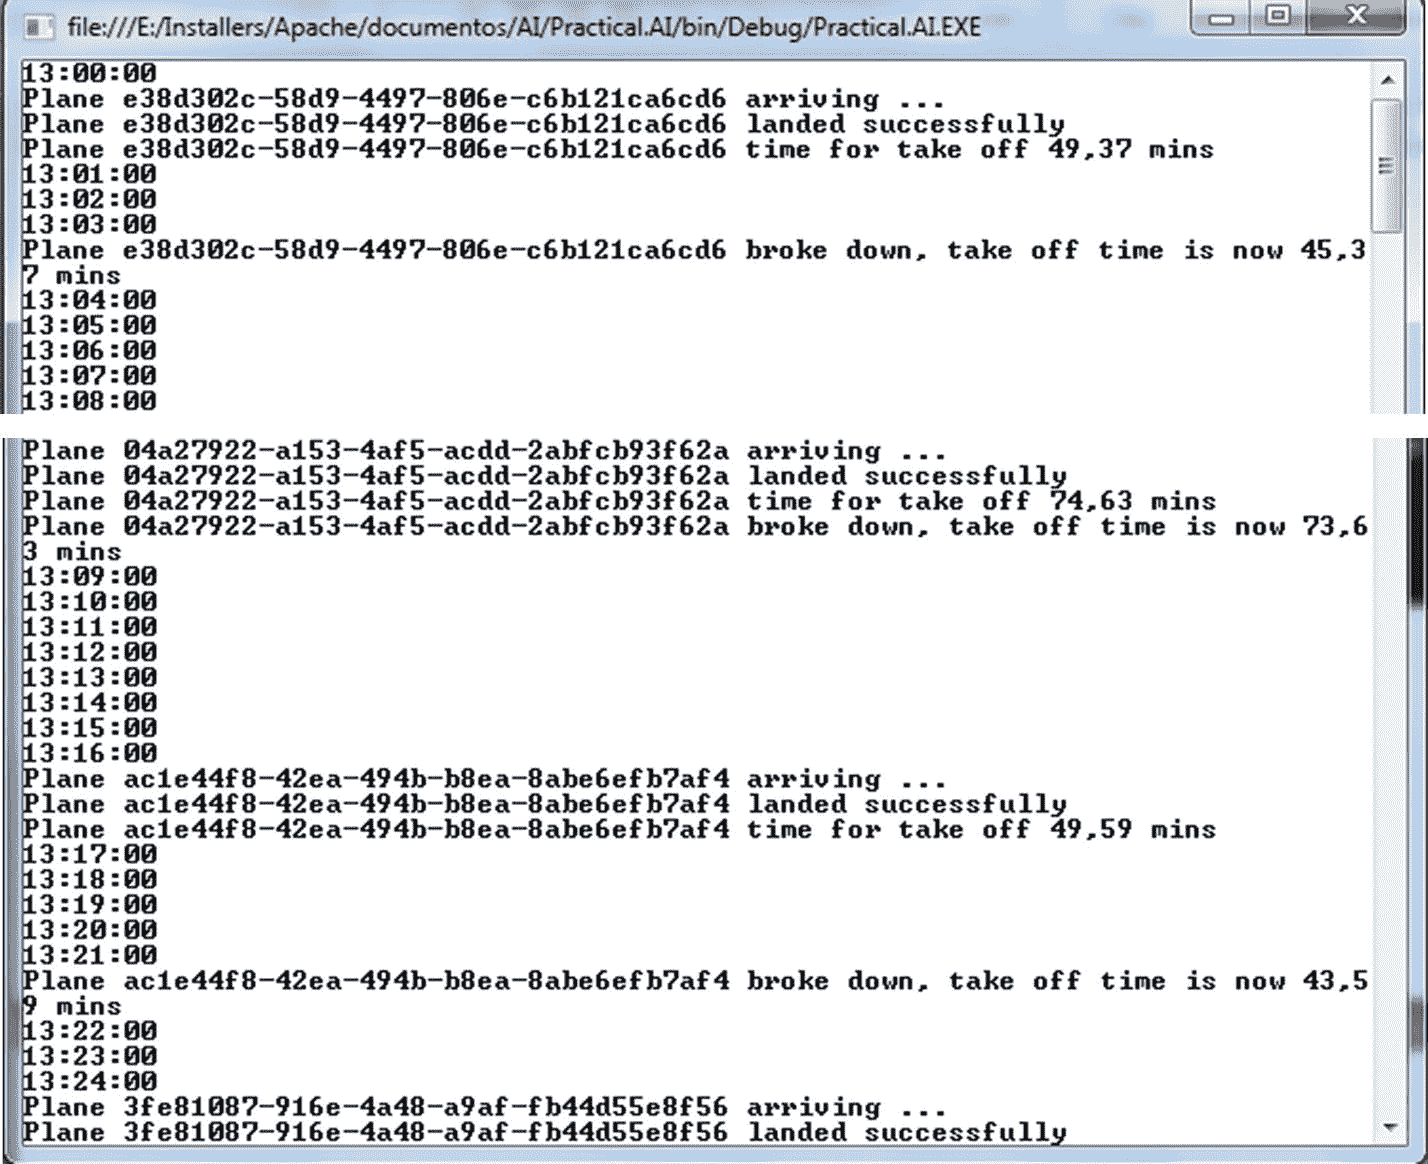 file:///E:/Installers/Apache/documentos/AI/Practical.AI/bin/Debug/Practical.AI.EXE
13:00:00
Plane e38d302c-58d9-4497-806e-c6b121ca6cd6 arriving ...
Plane e38d302c-58d9-4497-806e-c6b121ca6cd6 landed successfully
Plane e38d302c-58d9-4497-806e-c6b121ca6cd6 time for take off 49,37 mins
13:01:00
13:02:00
13:03:00
Plane e38d302c-58d9-4497-806e-c6b121ca6cd6 broke down, take off time is now 45,3
7 mins
13:04:00
13:05:00
13:06:00
13:07:00
13:08:00
Plane 04a27922-a153-4af5-acdd-2abfcb93f62a arriving ...
Plane 04a27922-a153-4af5-acdd-2abfcb93f62a landed successfully
Plane 04a27922-a153-4af5-acdd-2abfcb93f62a time for take off 74,63 mins
Plane 04a27922-a153-4af5-acdd-2abfcb93f62a broke down, take off time is now 73,6
3 mins
13:09:00
13:10:00
13:11:00
13:12:00
13:13:00
13:14:00
13:15:00
13:16:00
Plane ac1e44f8-42ea-494b-b8ea-8abe6efb7af4 arriving ...
Plane ac1e44f8-42ea-494b-b8ea-8abe6efb7af4 landed successfully
Plane ac1e44f8-42ea-494b-b8ea-8abe6efb7af4 time for take off 49,59 mins
13:17:00
13:18:00
13:19:00
13:20:00
13:21:00
Plane ac1e44f8-42ea-494b-b8ea-8abe6efb7af4 broke down, take off time is now 43,5
9 mins
13:22:00
13:23:00
13:24:00
Plane 3fe81087-916e-4a48-a9af-fb44d55e8f56 arriving ...
Plane 3fe81087-916e-4a48-a9af-fb44d55e8f56 landed successfully